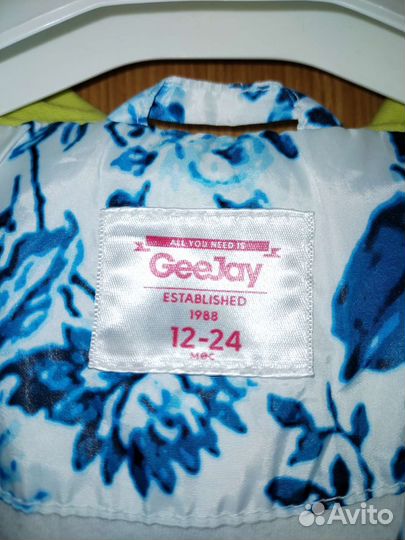 ALL YOU NEED IS
GeeJay
ESTABLISHED
1988
12-24
мес
Avito